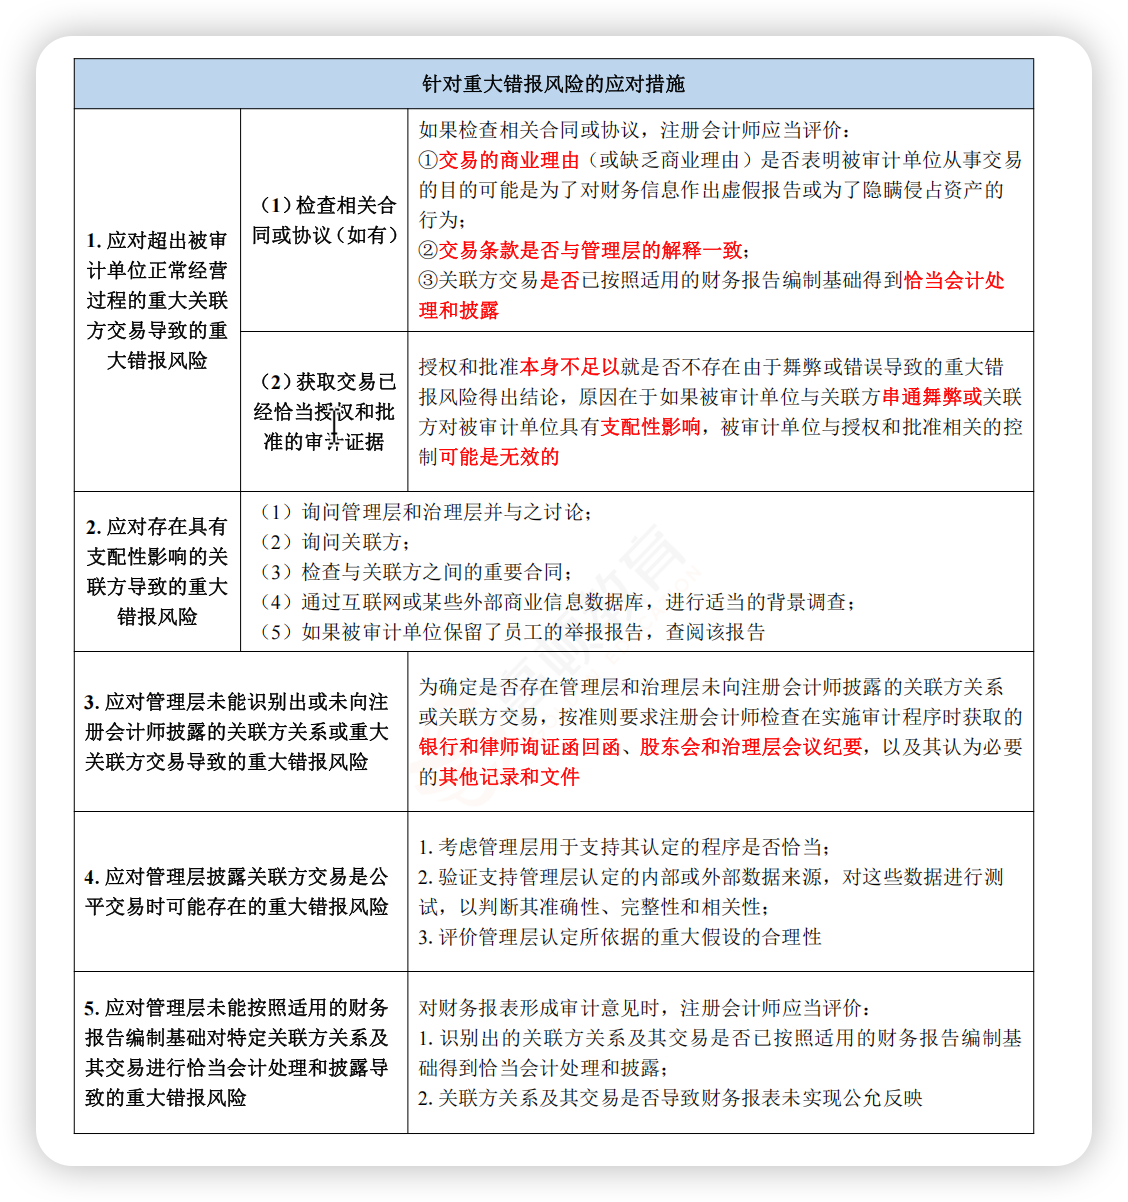 针对重大错报风险的应对措施
1. 应对超出被审
计单位正常经营
过程的重大关联
方交易导致的重
大错报风险
（1）检查相关合
同或协议（如有）
如果检查相关合同或协议，注册会计师应当评价：
①交易的商业理由（或缺乏商业理由）是否表明被审计单位从事交易
的目的可能是为了对财务信息作出虚假报告或为了隐瞒侵占资产的
行为；
②交易条款是否与管理层的解释一致；
③关联方交易是否已按照适用的财务报告编制基础得到恰当会计处
理和披露
（2）获取交易已
经恰当授权和批
准的审计证据
授权和批准本身不足以就是否不存在由于舞弊或错误导致的重大错
报风险得出结论，原因在于如果被审计单位与关联方串通舞弊或关联
方对被审计单位具有支配性影响，被审计单位与授权和批准相关的控
制可能是无效的
2. 应对存在具有
支配性影响的关
联方导致的重大
错报风险
（1）询问管理层和治理层并与之讨论；
（2）询问关联方；
（3）检查与关联方之间的重要合同；
（4）通过互联网或某些外部商业信息数据库，进行适当的背景调查；
（5）如果被审计单位保留了员工的举报报告，查阅该报告
3. 应对管理层未能识别出或未向注
册会计师披露的关联方关系或重大
关联方交易导致的重大错报风险
为确定是否存在管理层和治理层未向注册会计师披露的关联方关系
或关联方交易，按准则要求注册会计师检查在实施审计程序时获取的
银行和律师询证函回函、股东会和治理层会议纪要，以及其认为必要
的其他记录和文件
4. 应对管理层披露关联方交易是公
平交易时可能存在的重大错报风险
1. 考虑管理层用于支持其认定的程序是否恰当；
2. 验证支持管理层认定的内部或外部数据来源，对这些数据进行测
试，以判断其准确性、完整性和相关性；
3. 评价管理层认定所依据的重大假设的合理性
5. 应对管理层未能按照适用的财务
报告编制基础对特定关联方关系及
其交易进行恰当会计处理和披露导
致的重大错报风险
对财务报表形成审计意见时，注册会计师应当评价：
1. 识别出的关联方关系及其交易是否已按照适用的财务报告编制基
础得到恰当会计处理和披露；
2. 关联方关系及其交易是否导致财务报表未实现公允反映